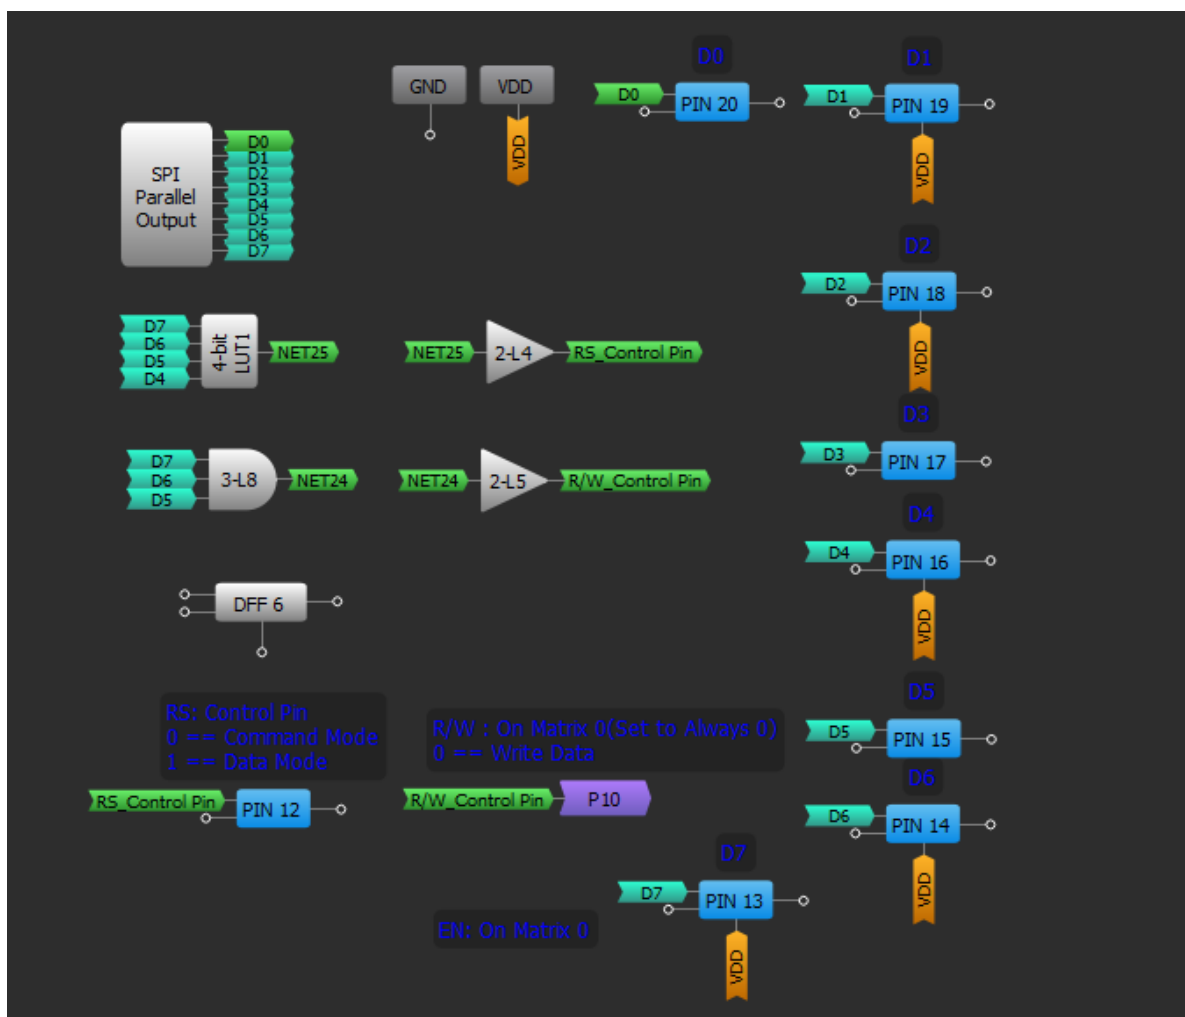 D0
D1
GND
VDD
D0
PIN 20
D1
PIN 19
VDD
VDD
SPI
Parallel
Output
D0
D1
D2
D3
D4
D5
D6
D7
D2
D2
PIN 18
VDD
D7
D6
D5
D4
4-bit
LUT1
NET25
NET25
2-L4
RS_Control Pin
D3
D3
PIN 17
D7
D6
D5
3-L8
NET24
NET24
2-L5
R/W_Control Pin
D4
D4
PIN 16
VDD
DFF 6
RS: Control Pin
0 == Command Mode
1 == Data Mode
R/W : On Matrix 0(Set to Always 0)
0 == Write Data
D5
D5
PIN 15
D6
RS_Control Pin
PIN 12
R/W_Control Pin
P10
D6
PIN 14
VDD
D7
D7
PIN 13
VDD
EN: On Matrix 0